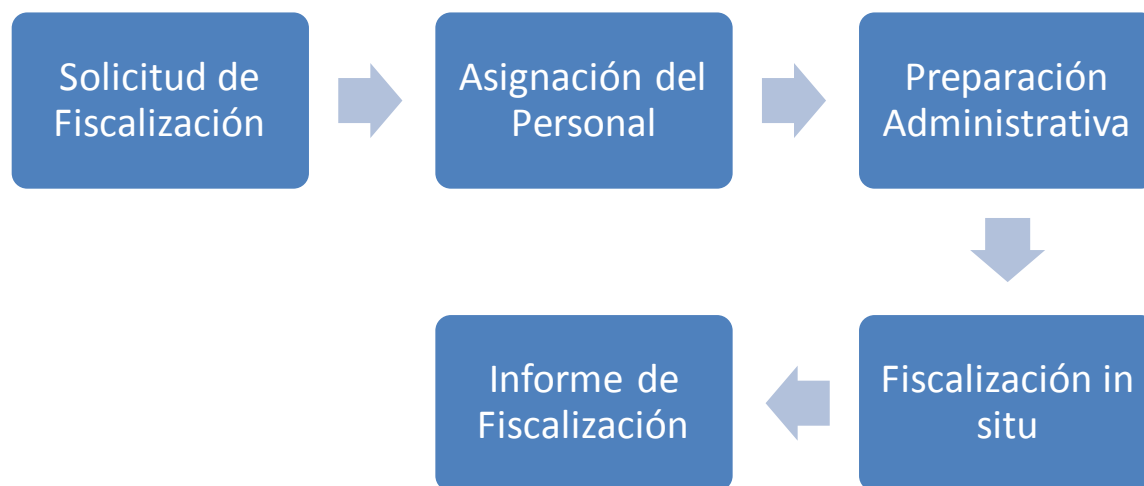 Solicitud de
Fiscalización
Asignación del
Personal
Preparación
Administrativa
Fiscalización in
situ
Informe de
Fiscalización